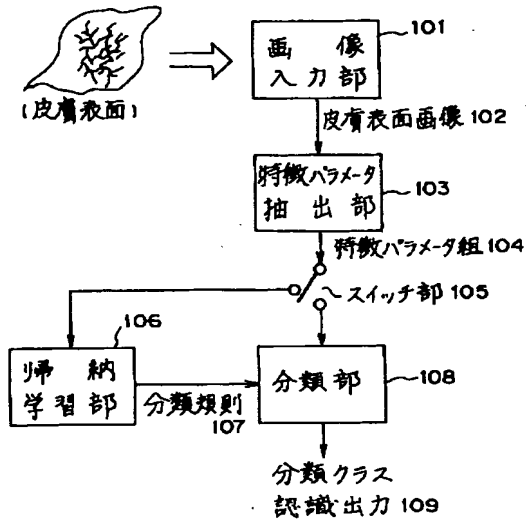 101
画像
入力部
(皮膚表面)
皮膚表面画像 102
特徴パラメータ
抽出部
103
特徴パラメータ組 104
スイッチ部 105
106
帰納
学習部
分類規則
107
分類部
108
分類クラス
認識出力 109